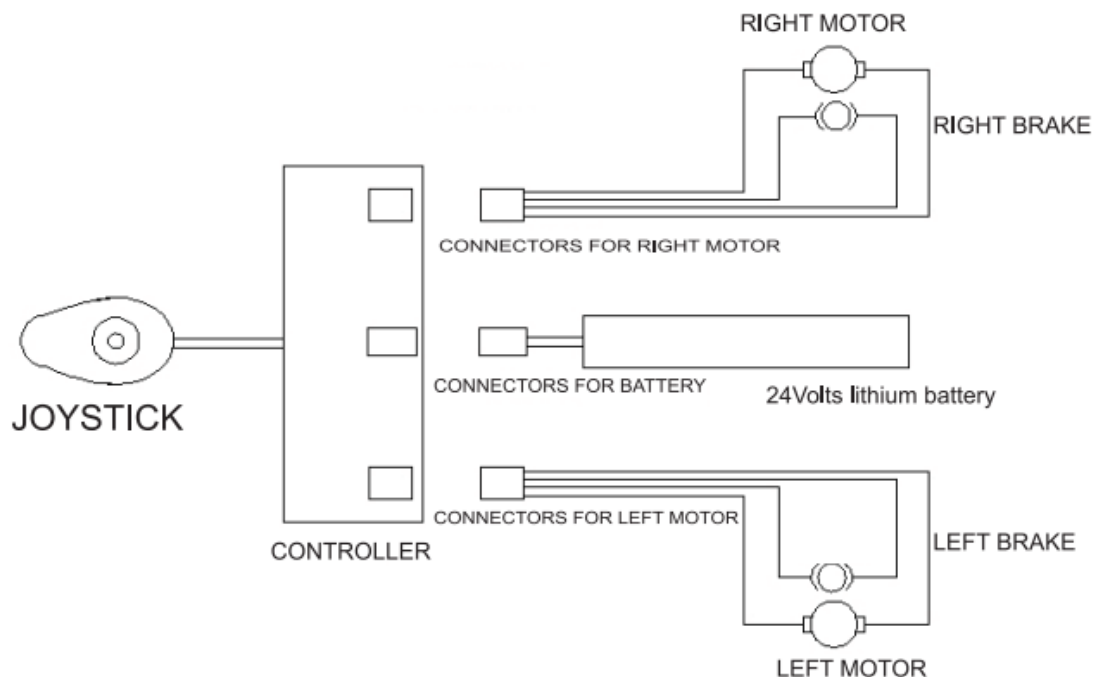 RIGHT MOTOR
RIGHT BRAKE
CONNECTORS FOR RIGHT MOTOR
CONNECTORS FOR BATTERY
24Volts lithium battery
JOYSTICK
CONNECTORS FOR LEFT MOTOR
CONTROLLER
LEFT BRAKE
LEFT MOTOR